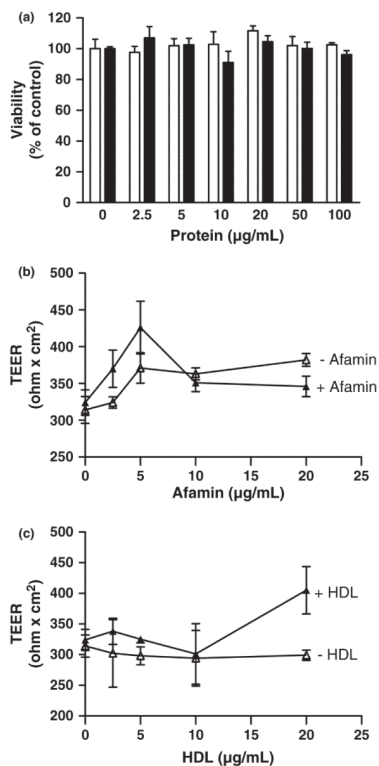 (a)
120
100
80
60
40
20
0
Viability
(% of control)
0 2.5 5 10 20 50 100
Protein (µg/mL)
(b)
500
450
400
350
300
250
TEER
(ohm x cm²)
- Afamin
+ Afamin
0 5 10 15 20 25
Afamin (µg/mL)
(c)
500
450
400
350
300
250
200
TEER
(ohm x cm²)
+ HDL
- HDL
0 5 10 15 20 25
HDL (µg/mL)